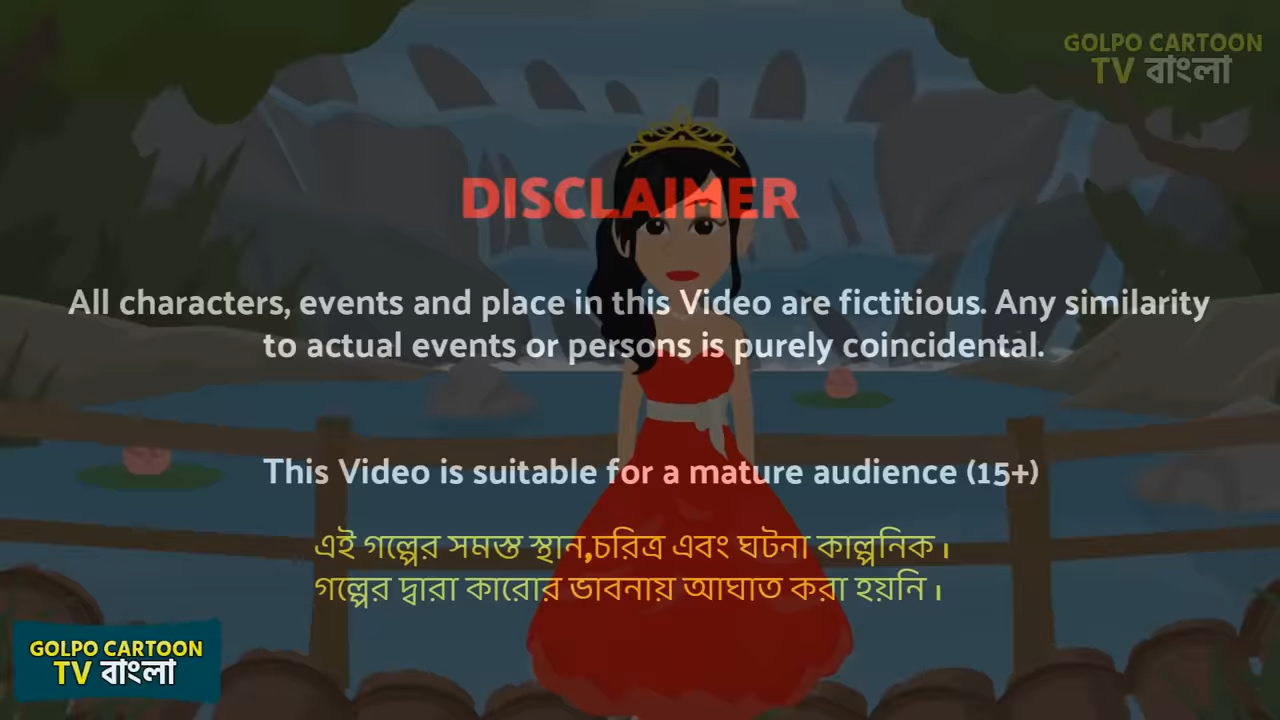 GOLPO CARTOON
TV বাংলা
DISCLAIMER
All characters, events and place in this Video are fictitious. Any similarity
to actual events or persons is purely coincidental.
This Video is suitable for a mature audience (15+)
এই গল্পের সমস্ত স্থান,চরিত্র এবং ঘটনা কাল্পনিক।
গল্পের দ্বারা কারোর ভাবনায় আঘাত করা হয়নি।
GOLPO CARTOON
TV বাংলা